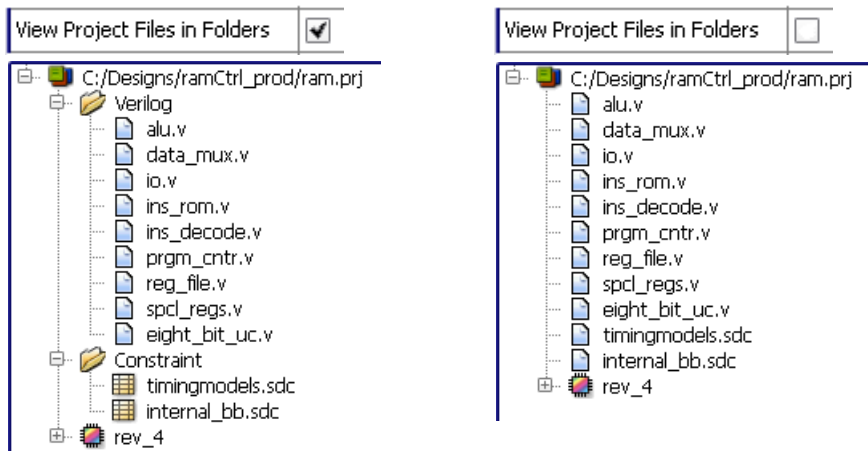 View Project Files in Folders
C:/Designs/ramCtrl_prod/ram.prj
Verilog
alu.v
data_mux.v
io.v
ins_rom.v
ins_decode.v
prgm_cntr.v
reg_file.v
spcl_regs.v
eight_bit_uc.v
Constraint
timingmodels.sdc
internal_bb.sdc
rev_4
View Project Files in Folders
C:/Designs/ramCtrl_prod/ram.prj
alu.v
data_mux.v
io.v
ins_rom.v
ins_decode.v
prgm_cntr.v
reg_file.v
spcl_regs.v
eight_bit_uc.v
timingmodels.sdc
internal_bb.sdc
rev_4